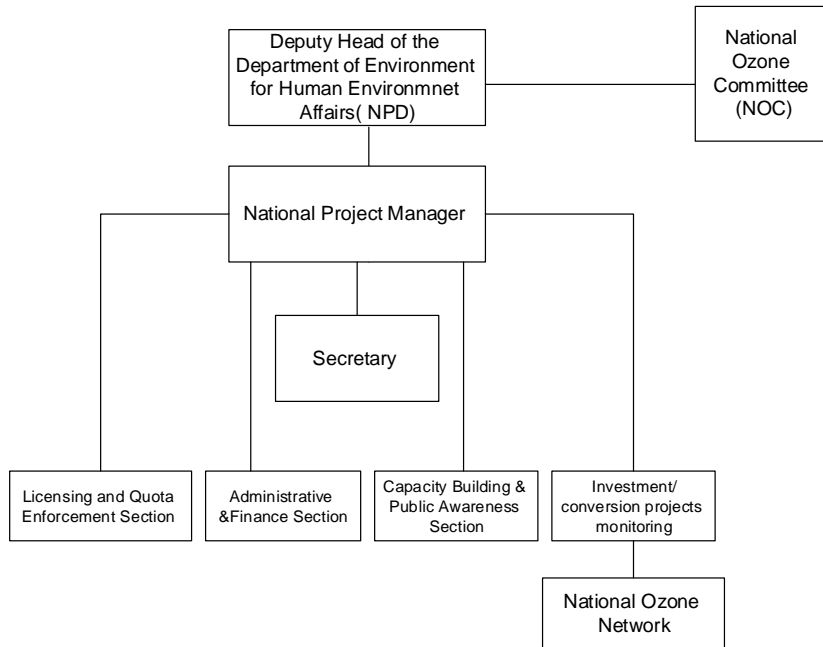 Deputy Head of the
Department of Environment
for Human Environmnet
Affairs( NPD)
National
Ozone
Committee
(NOC)
National Project Manager
Secretary
Licensing and Quota
Enforcement Section
Administrative
&Finance Section
Capacity Building &
Public Awareness
Section
Investment/
conversion projects
monitoring
National Ozone
Network